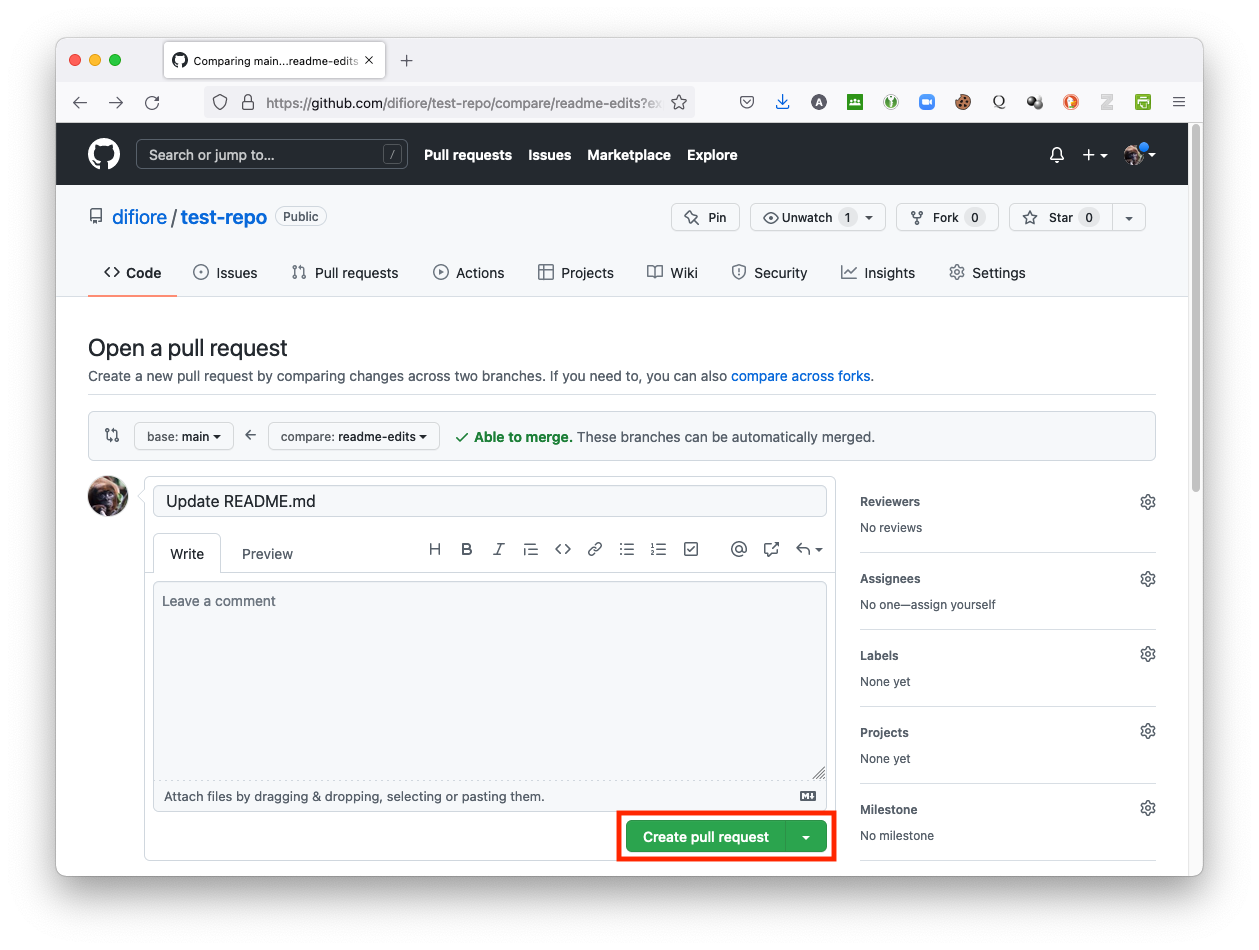 Comparing main...readme-edits
https://github.com/difiore/test-repo/compare/readme-edits?ex
Search or jump to... / Pull requests Issues Marketplace Explore
difiore / test-repo Public Pin Unwatch 1 Fork 0 Star 0
Code Issues Pull requests Actions Projects Wiki Security Insights Settings
Open a pull request
Create a new pull request by comparing changes across two branches. If you need to, you can also compare across forks.
base: main compare: readme-edits Able to merge. These branches can be automatically merged.
Update README.md
Write Preview H B I
Leave a comment
Attach files by dragging & dropping, selecting or pasting them.
Create pull request
Reviewers
No reviews
Assignees
No one—assign yourself
Labels
None yet
Projects
None yet
Milestone
No milestone